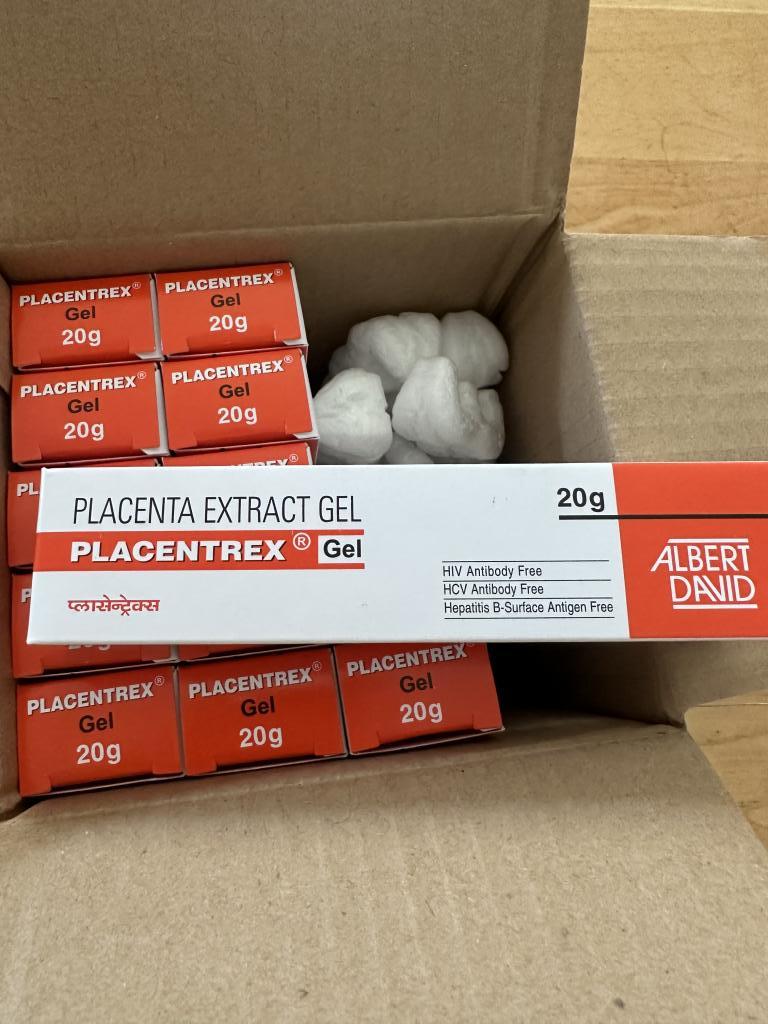 PLACENTREX®
Gel
20g
PLACENTREX®
Gel
20g
PLACENTREX®
Gel
20g
PLACENTREX®
Gel
20g
PLACENTA EXTRACT GEL
PLACENTREX® Gel
प्लासेन्ट्रेक्स
20g
HIV Antibody Free
HCV Antibody Free
Hepatitis B-Surface Antigen Free
ALBERT
DAVID
PLACENTREX®
Gel
20g
PLACENTREX®
Gel
20g
PLACENTREX®
Gel
20g